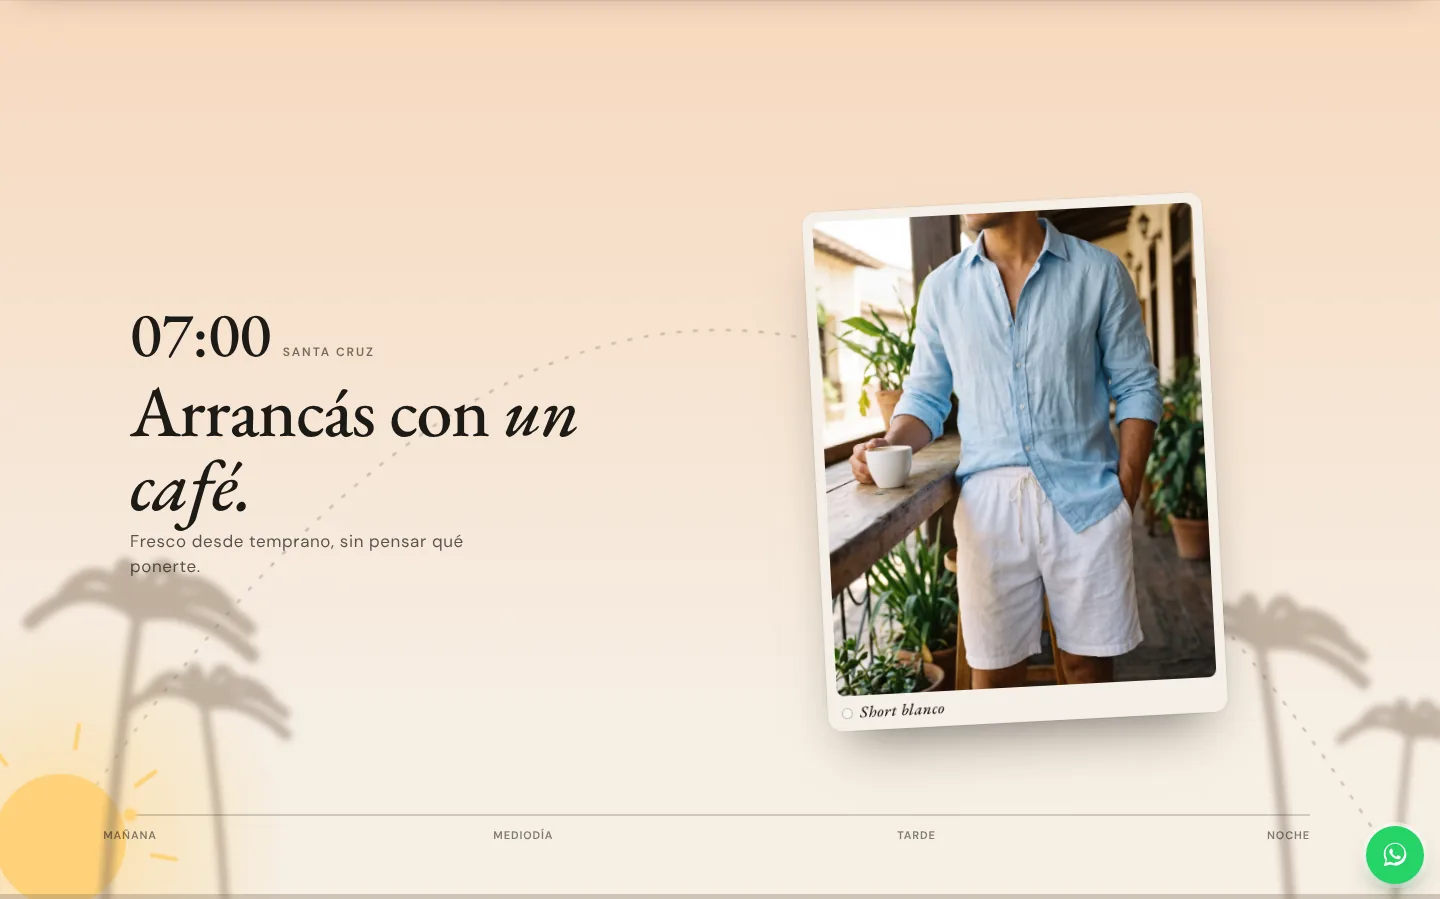 07:00 SANTA CRUZ
Arrancás con un
café.
Fresco desde temprano, sin pensar qué
ponerte.
Short blanco
MAÑANA MEDIODÍA TARDE NOCHE